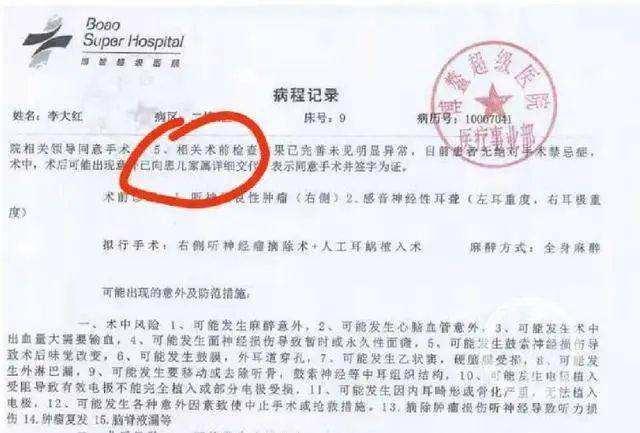 Boao
Super Hospital
博鳌超级医院
博鳌超级医院
医疗事业部
病程记录
姓名：李大红 病区： 床号：9 病历号：10007041
院相关领导同意手术 5、相关术前检查 果已完善未见明显异常，目前患者无绝对手术禁忌症，
术中，术后可能出现意 已向患儿家属详细交代 表示同意手术并签字为证。
术前 性肿瘤（右侧）2、感音神经性耳聋（左耳重度，右耳极重
度）
拟行手术：右侧听神经瘤摘除术+人工耳蜗植入术 麻醉方式：全身麻醉
可能出现的意外及防范措施：
一、术中风险 1、可能发生麻醉意外，2、可能发生心脑血管意外，3、可能发生术中
出血量大需要输血，4、可能发生面神经损伤导致暂时或永久性面瘫，5、可能发生鼓索神经损伤导
致术后味觉改变，6、可能发生鼓膜，外耳道穿孔，7、可能发生乙状窦，硬脑膜受损，8、可能发
生外淋巴漏，9、可能发生要移动或去除听骨，鼓索神经等中耳组织结构，10、可能发生电极植入
受阻导致有效电极不能完全植入或部分电极受损，11、可能发生因内耳畸形或骨化严重，无法植入
电极，12、可能发生各种意外因素致使中止手术或抢救措施。13.摘除肿瘤损伤听神经导致听力损
伤 14.肿瘤复发 15.脑脊液漏等